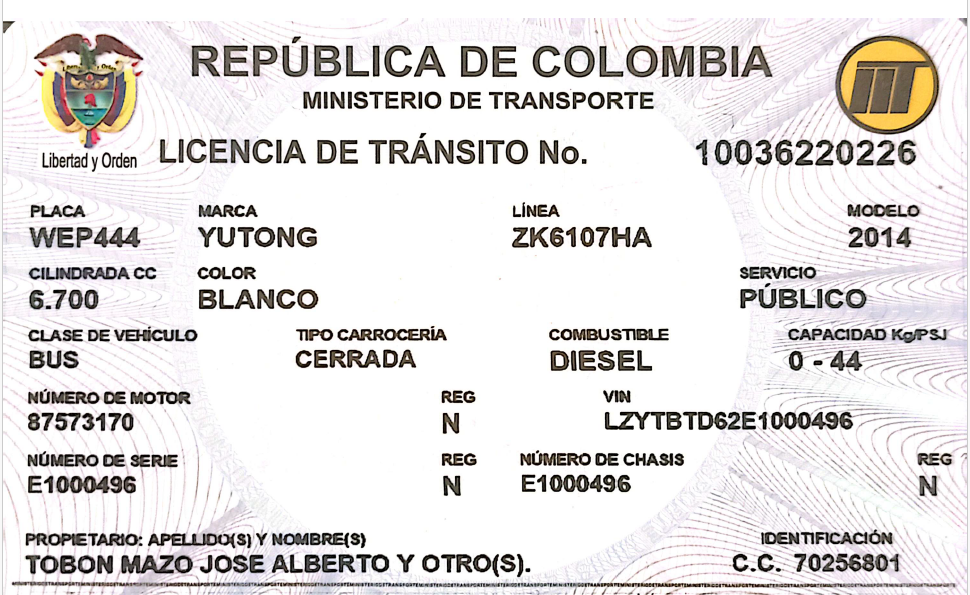 REPÚBLICA DE COLOMBIA
MINISTERIO DE TRANSPORTE
Libertad y Orden
LICENCIA DE TRÁNSITO No. 10036220226
PLACA MARCA LÍNEA MODELO
WEP444 YUTONG ZK6107HA 2014
CILINDRADA CC COLOR SERVICIO
6.700 BLANCO PÚBLICO
CLASE DE VEHÍCULO TIPO CARROCERÍA COMBUSTIBLE CAPACIDAD Kg/PSJ
BUS CERRADA DIESEL 0 - 44
NÚMERO DE MOTOR REG VIN
87573170 N LZYTBTD62E1000496
NÚMERO DE SERIE REG NÚMERO DE CHASIS REG
E1000496 N E1000496 N
PROPIETARIO: APELLIDO(S) Y NOMBRE(S) IDENTIFICACIÓN
TOBON MAZO JOSE ALBERTO Y OTRO(S). C.C. 70256801